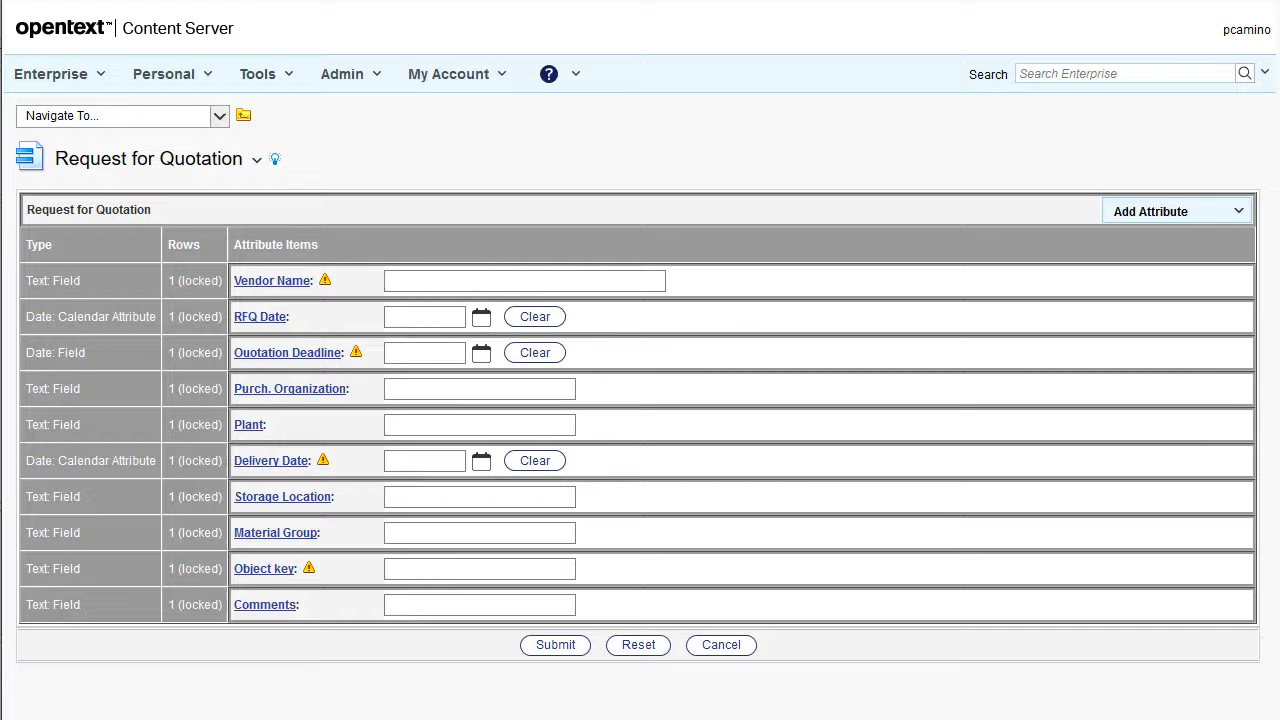 opentext™ | Content Server
pcamino
Enterprise Personal Tools Admin My Account ? Search Search Enterprise
Navigate To...
Request for Quotation
Request for Quotation Add Attribute
Type Rows Attribute Items
Text: Field 1 (locked) Vendor Name:
Date: Calendar Attribute 1 (locked) RFQ Date: Clear
Date: Field 1 (locked) Quotation Deadline: Clear
Text: Field 1 (locked) Purch. Organization:
Text: Field 1 (locked) Plant:
Date: Calendar Attribute 1 (locked) Delivery Date: Clear
Text: Field 1 (locked) Storage Location:
Text: Field 1 (locked) Material Group:
Text: Field 1 (locked) Object key:
Text: Field 1 (locked) Comments:
Submit Reset Cancel